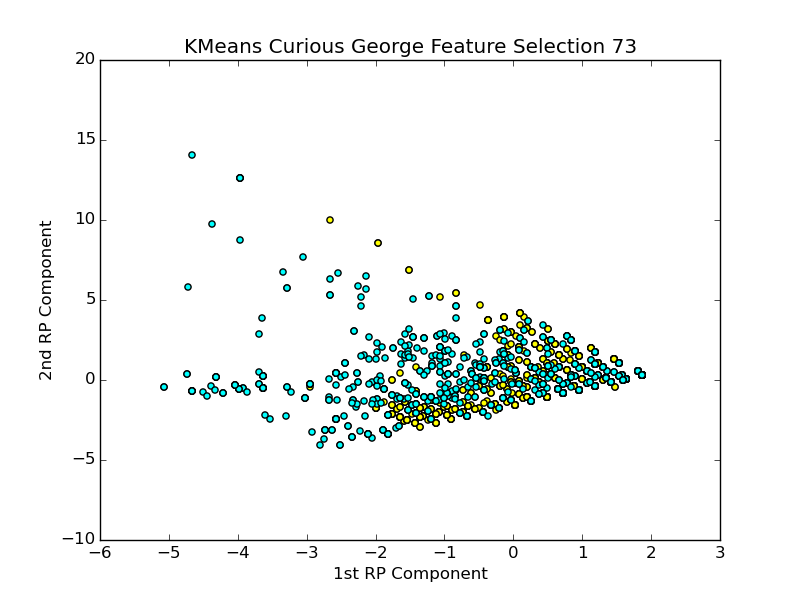 KMeans Curious George Feature Selection 73
20
15
10
5
0
−5
−10
−6 −5 −4 −3 −2 −1 0 1 2 3
2nd RP Component
1st RP Component